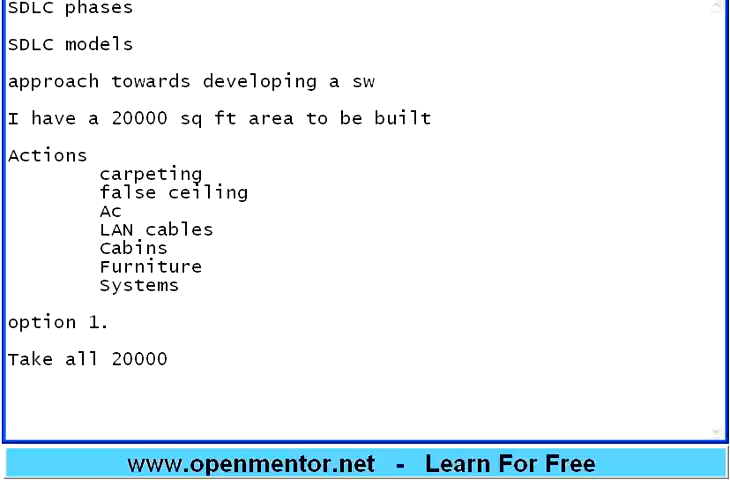 SDLC phases
SDLC models
approach towards developing a sw
I have a 20000 sq ft area to be built
Actions
carpeting
false ceiling
Ac
LAN cables
Cabins
Furniture
Systems
option 1.
Take all 20000
www.openmentor.net - Learn For Free